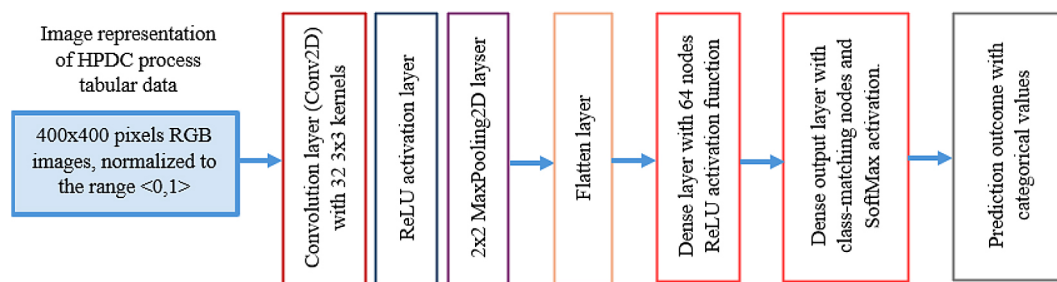 Image representation
of HPDC process
tabular data
400x400 pixels RGB
images, normalized to
the range <0,1>
Convolution layer (Conv2D)
with 32 3x3 kernels
ReLU activation layer
2x2 MaxPooling2D layser
Flatten layer
Dense layer with 64 nodes
ReLU activation function
Dense output layer with
class-matching nodes and
SoftMax activation.
Prediction outcome with
categorical values